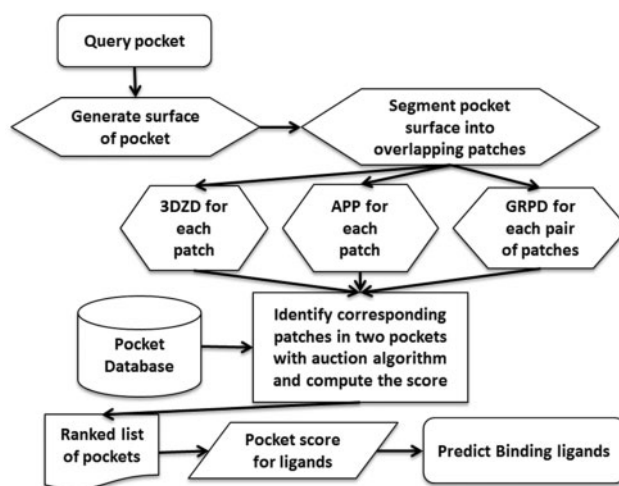 Query pocket
Generate surface
of pocket
Segment pocket
surface into
overlapping patches
3DZD for
each
patch
APP for
each
patch
GRPD for
each pair
of patches
Pocket
Database
Identify corresponding
patches in two pockets
with auction algorithm
and compute the score
Ranked list
of pockets
Pocket score
for ligands
Predict Binding ligands